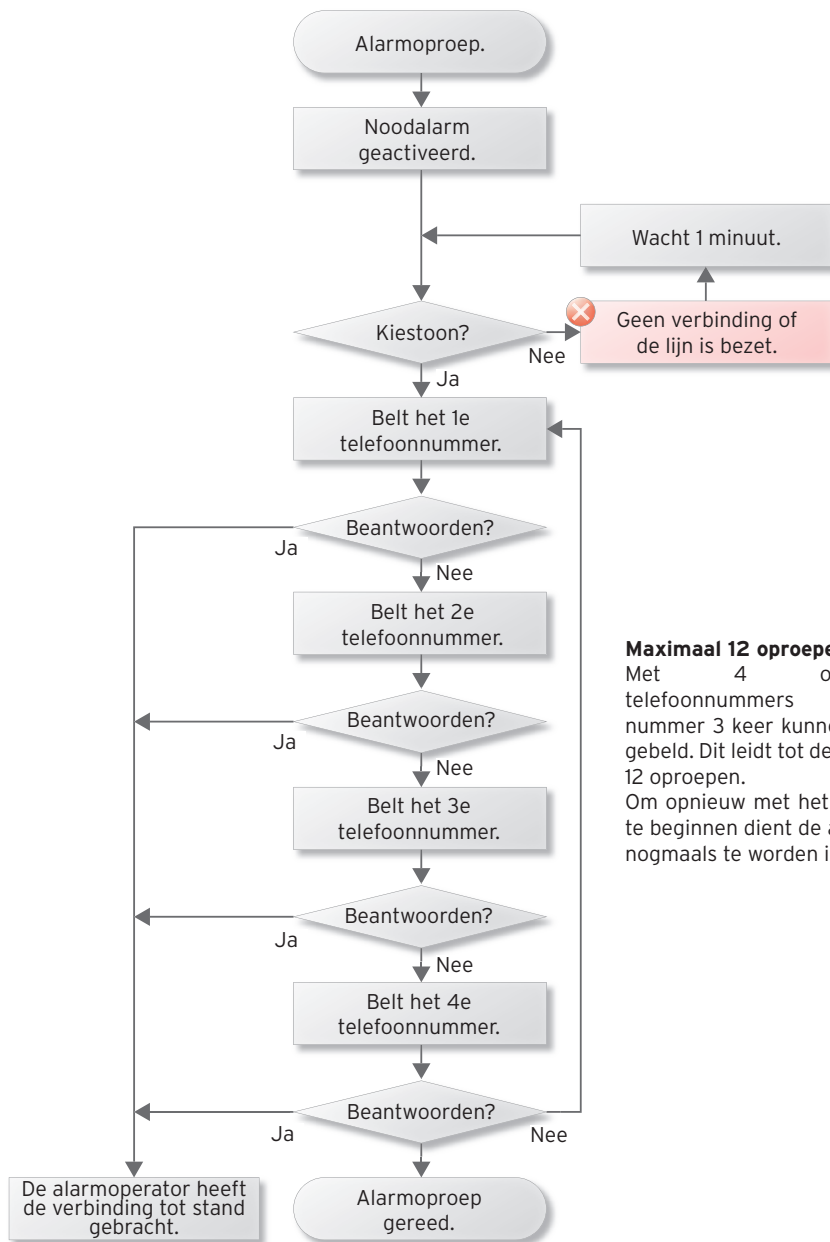 Alarmoproep.
Noodalarm
geactiveerd.
Wacht 1 minuut.
Kiestoon?
Nee
Geen verbinding of
de lijn is bezet.
Ja
Belt het 1e
telefoonnummer.
Beantwoorden?
Ja
Nee
Belt het 2e
telefoonnummer.
Beantwoorden?
Ja
Nee
Belt het 3e
telefoonnummer.
Beantwoorden?
Ja
Nee
Belt het 4e
telefoonnummer.
Beantwoorden?
Ja
Nee
De alarmoperator heeft
de verbinding tot stand
gebracht.
Alarmoproep
gereed.
Maximaal 12
Met 4
telefoonnummers
nummer 3 keer
gebeld. Dit leidt tot de
12 oproepen.
Om opnieuw met het
te beginnen dient de
nogmaals te worden